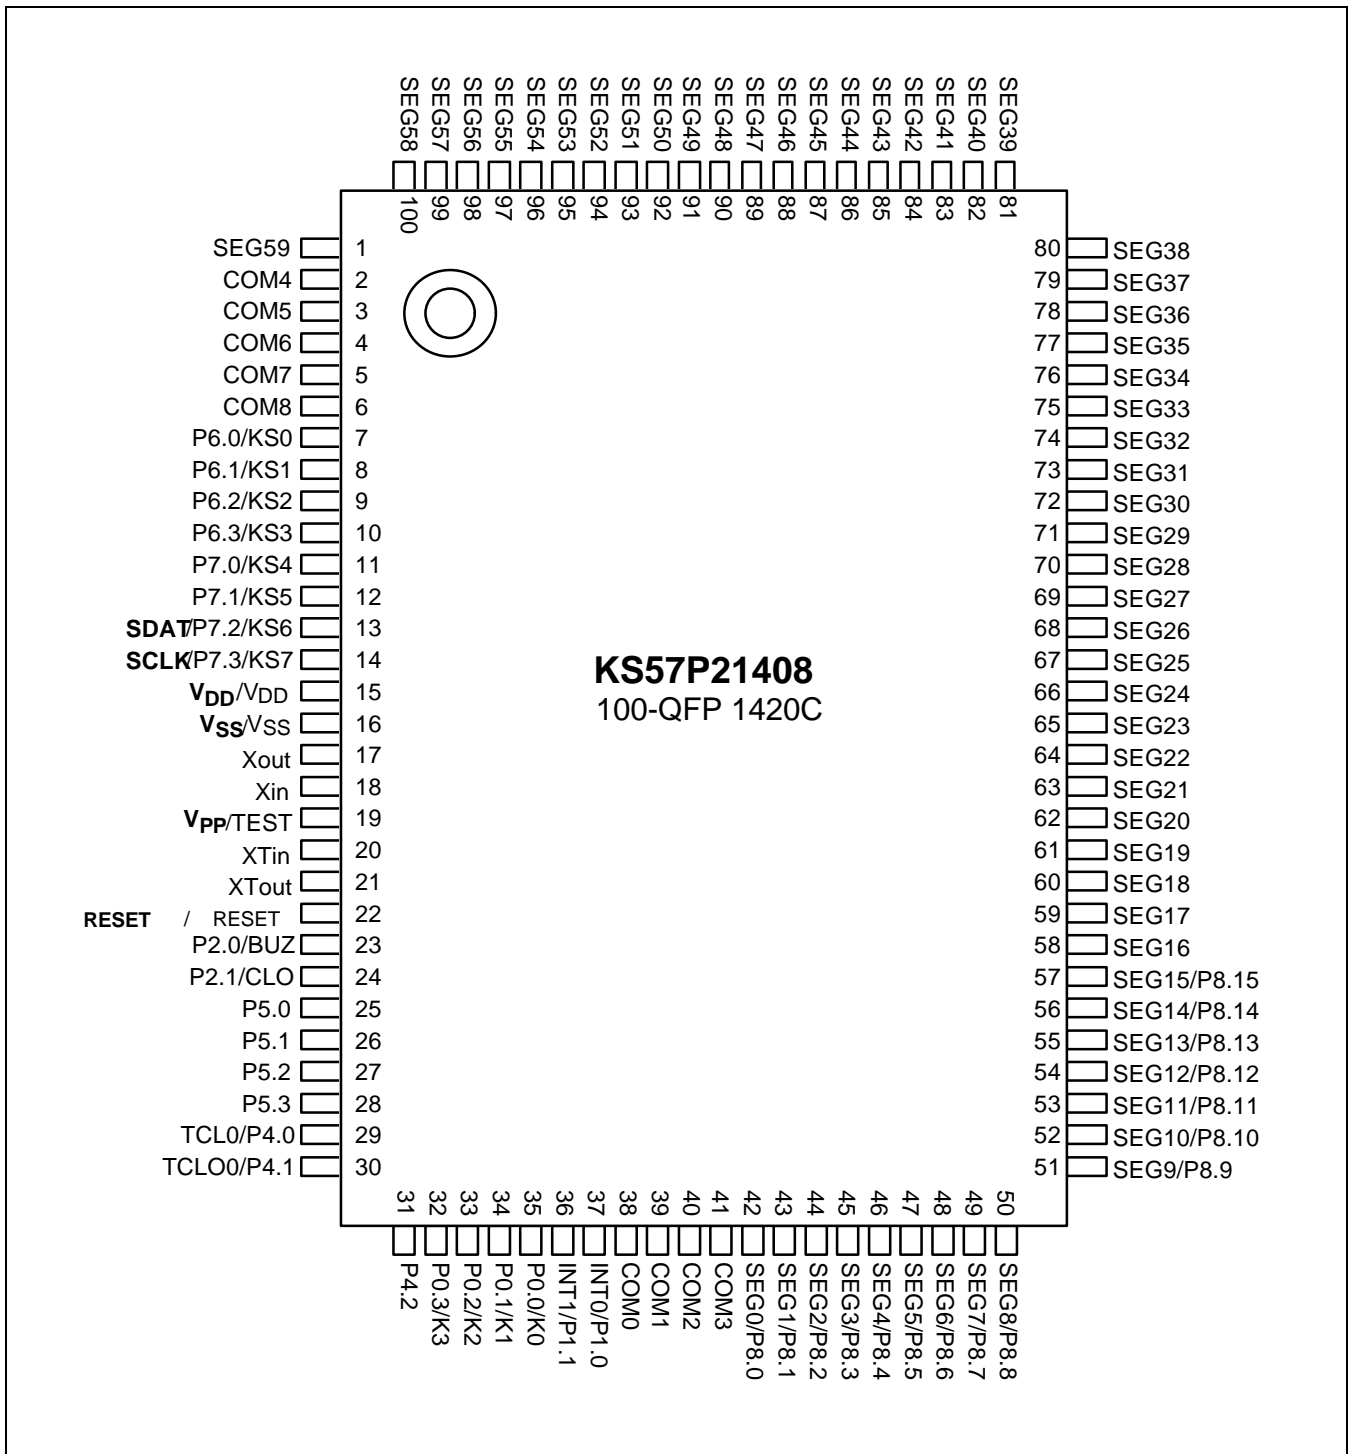 SEG58 SEG57 SEG56 SEG55 SEG54 SEG53 SEG52 SEG51 SEG50 SEG49 SEG48 SEG47 SEG46 SEG45 SEG44 SEG43 SEG42 SEG41 SEG40 SEG39
100 99 98 97 96 95 94 93 92 91 90 89 88 87 86 85 84 83 82 81
SEG59 1 80 SEG38
COM4 2 79 SEG37
COM5 3 78 SEG36
COM6 4 77 SEG35
COM7 5 76 SEG34
COM8 6 75 SEG33
P6.0/KS0 7 74 SEG32
P6.1/KS1 8 73 SEG31
P6.2/KS2 9 72 SEG30
P6.3/KS3 10 71 SEG29
P7.0/KS4 11 70 SEG28
P7.1/KS5 12 69 SEG27
SDAT/P7.2/KS6 13 68 SEG26
SCLK/P7.3/KS7 14 67 SEG25
KS57P21408
VDD/VDD 15 66 SEG24
100-QFP 1420C
VSS/VSS 16 65 SEG23
Xout 17 64 SEG22
Xin 18 63 SEG21
VPP/TEST 19 62 SEG20
XTin 20 61 SEG19
XTout 21 60 SEG18
RESET / RESET 22 59 SEG17
P2.0/BUZ 23 58 SEG16
P2.1/CLO 24 57 SEG15/P8.15
P5.0 25 56 SEG14/P8.14
P5.1 26 55 SEG13/P8.13
P5.2 27 54 SEG12/P8.12
P5.3 28 53 SEG11/P8.11
TCL0/P4.0 29 52 SEG10/P8.10
TCLO0/P4.1 30 51 SEG9/P8.9
31 32 33 34 35 36 37 38 39 40 41 42 43 44 45 46 47 48 49 50
P4.2 P0.3/K3 P0.2/K2 P0.1/K1 P0.0/K0 INT1/P1.1 INT0/P1.0 COM0 COM1 COM2 COM3 SEG0/P8.0 SEG1/P8.1 SEG2/P8.2 SEG3/P8.3 SEG4/P8.4 SEG5/P8.5 SEG6/P8.6 SEG7/P8.7 SEG8/P8.8